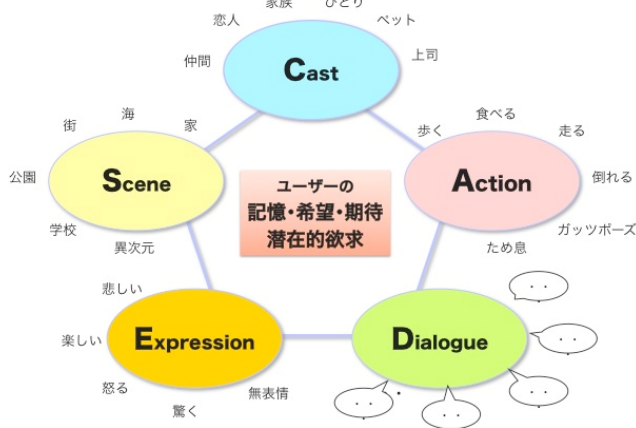 家族
ひとり
恋人
ペット
仲間
上司
Cast
海
街
家
公園
Scene
学校
異次元
食べる
歩く
走る
Action
倒れる
ガッツポーズ
ため息
ユーザーの
記憶・希望・期待
潜在的欲求
悲しい
楽しい
Expression
怒る
驚く
無表情
Dialogue